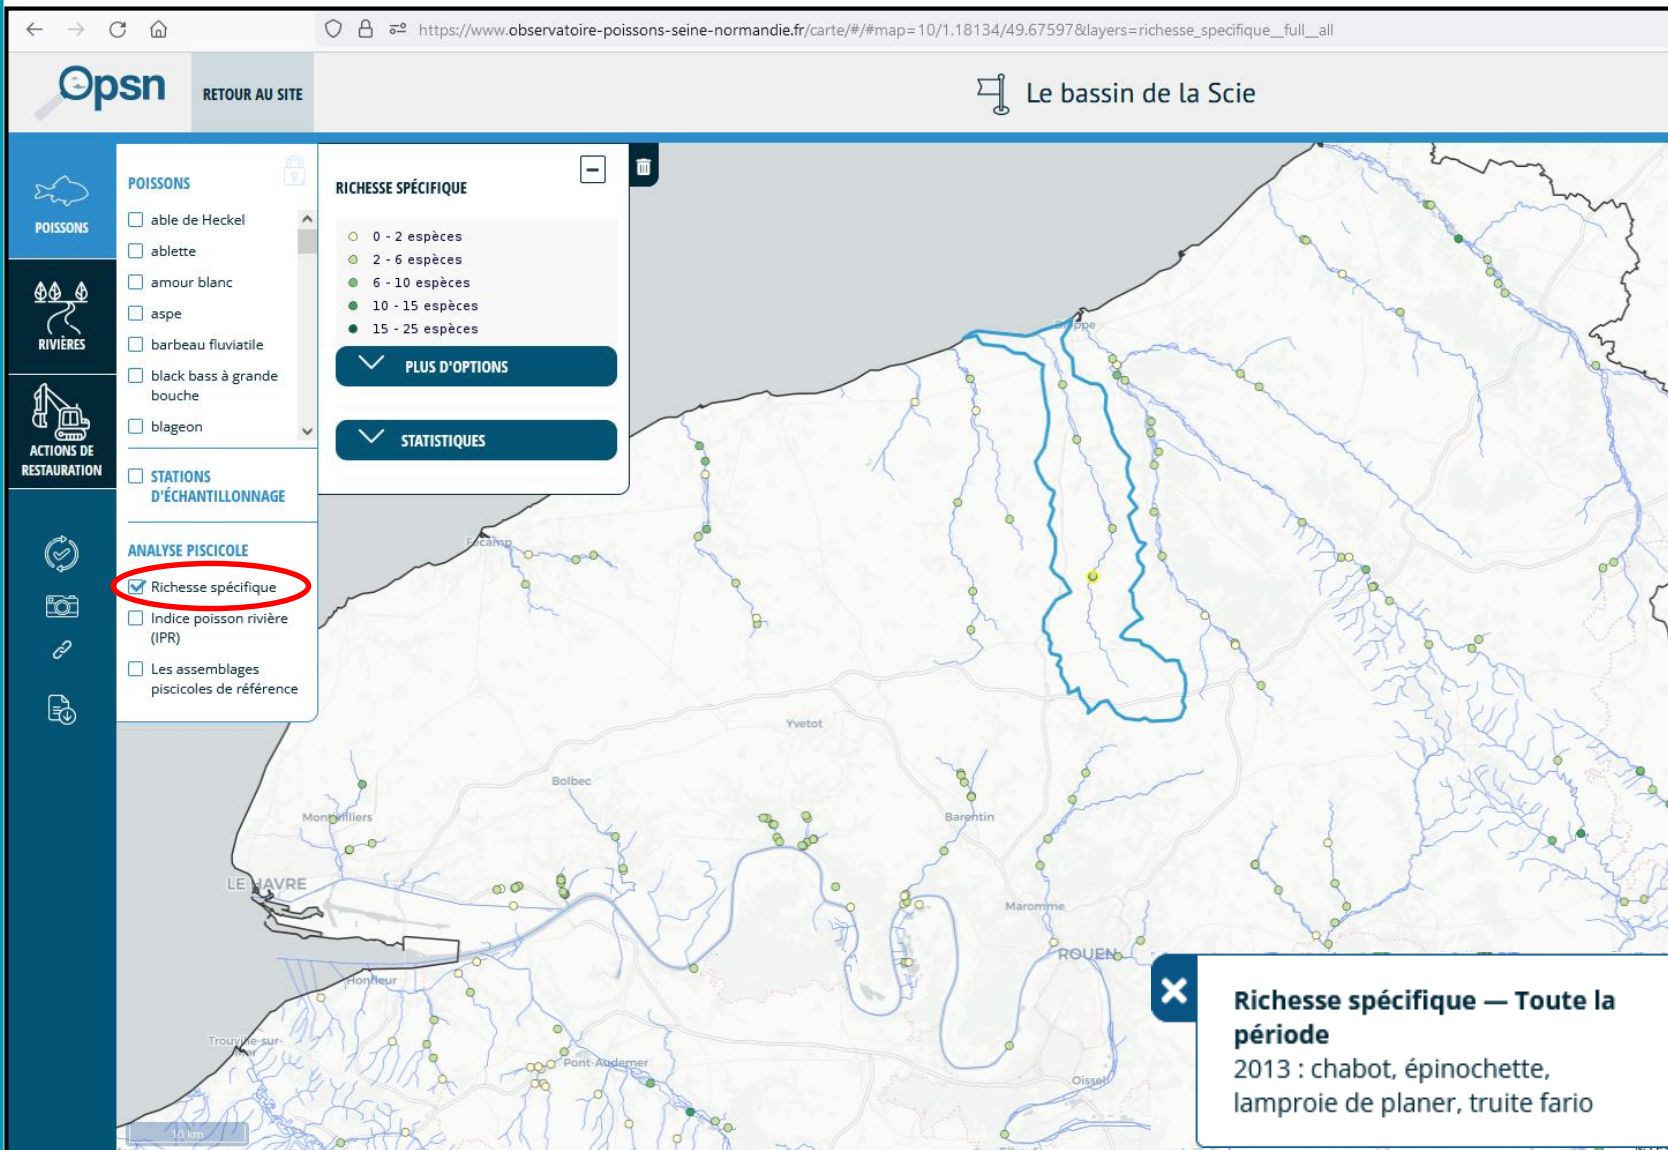 https://www.observatoire-poissons-seine-normandie.fr/carte/#/#map=10/1.18134/49.67597&layers=richesse_specifique__full__all
Opsn
RETOUR AU SITE
Le bassin de la Scie
POISSONS
RIVIÈRES
ACTIONS DE
RESTAURATION
POISSONS
able de Heckel
ablette
amour blanc
aspe
barbeau fluviatile
black bass à grande
bouche
blageon
STATIONS
D'ÉCHANTILLONNAGE
ANALYSE PISCICOLE
Richesse spécifique
Indice poisson rivière
(IPR)
Les assemblages
piscicoles de référence
RICHESSE SPÉCIFIQUE
0 - 2 espèces
2 - 6 espèces
6 - 10 espèces
10 - 15 espèces
15 - 25 espèces
PLUS D'OPTIONS
STATISTIQUES
Dieppe
Fécamp
Yvetot
Bolbec
Montivilliers
Barentin
LE HAVRE
Maromme
ROUEN
Honfleur
Trouville-sur-
mer
Pont-Audemer
Oissel
10 km
Richesse spécifique — Toute la
période
2013 : chabot, épinochette,
lamproie de planer, truite fario